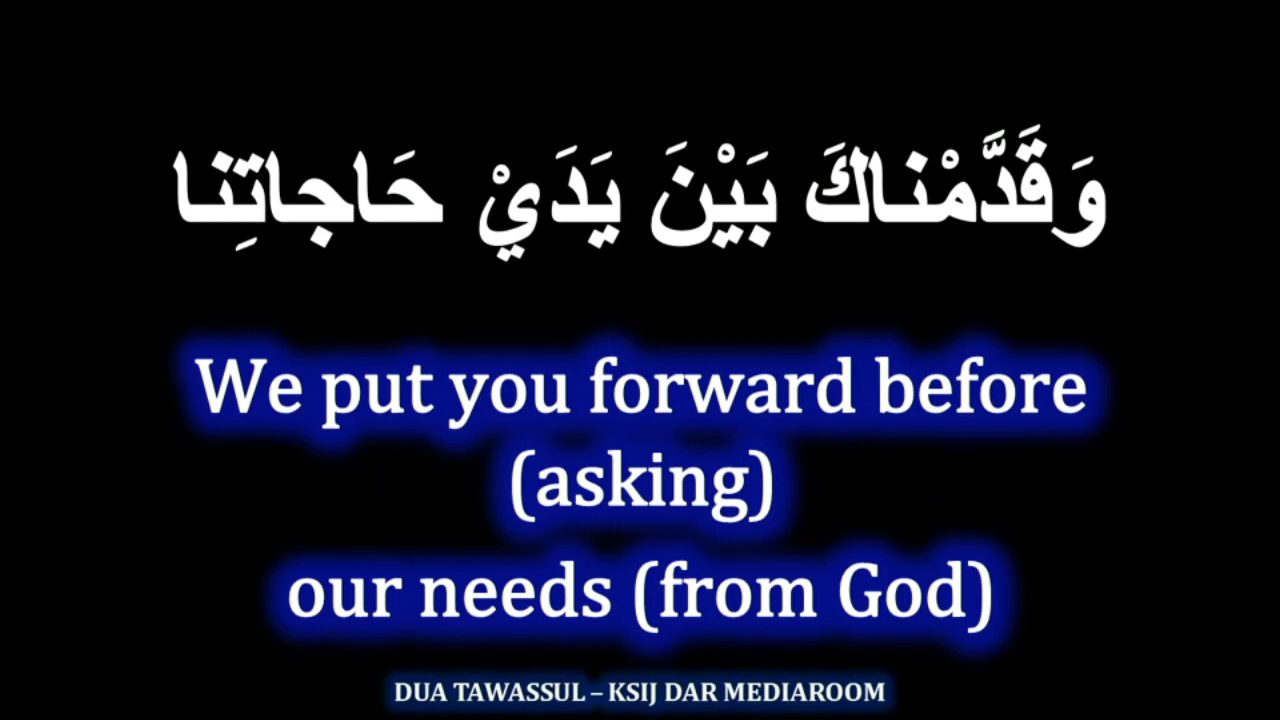 وَقَدَّمْناكَ بَيْنَ يَدَيْ حَاجاتِنا
We put you forward before
(asking)
our needs (from God)
DUA TAWASSUL – KSIJ DAR MEDIAROOM